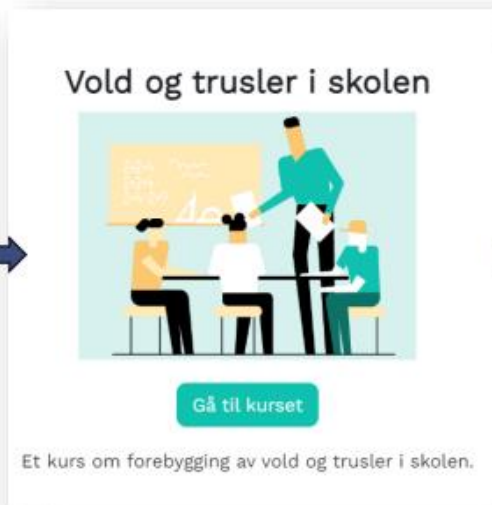 Vold og trusler i skolen
Gå til kurset
Et kurs om forebygging av vold og trusler i skolen.